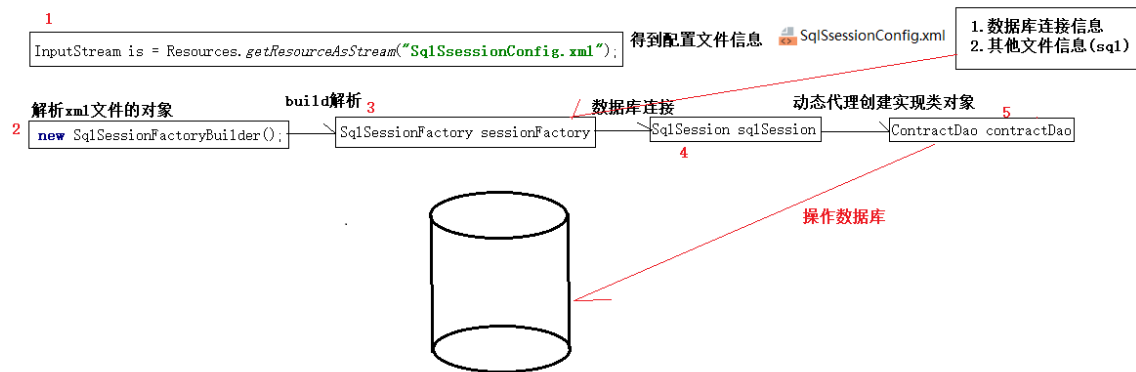 1
InputStream is = Resources.getResourceAsStream("SqlSsessionConfig.xml");
得到配置文件信息
SqlSsessionConfig.xml
1.数据库连接信息
2.其他文件信息(sql)
解析xml文件的对象
build解析
3
数据库连接
动态代理创建实现类对象
5
2
new SqlSessionFactoryBuilder();
SqlSessionFactory sessionFactory
SqlSession sqlSession
ContractDao contractDao
4
操作数据库